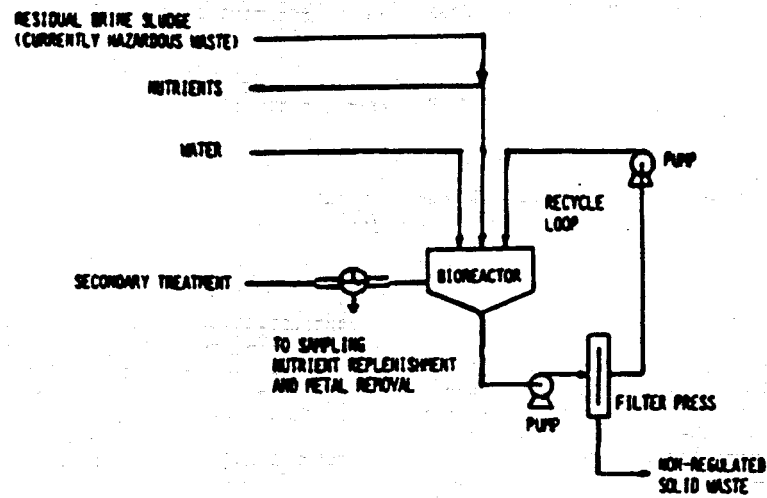 RESIDUAL BRINE SLUDGE
(CURRENTLY HAZARDOUS WASTE)
NUTRIENTS
WATER
PUMP
RECYCLE
LOOP
BIOREACTOR
SECONDARY TREATMENT
TO SAMPLING
NUTRIENT REPLENISHMENT
AND METAL REMOVAL
PUMP
FILTER PRESS
NON-REGULATED
SOLID WASTE